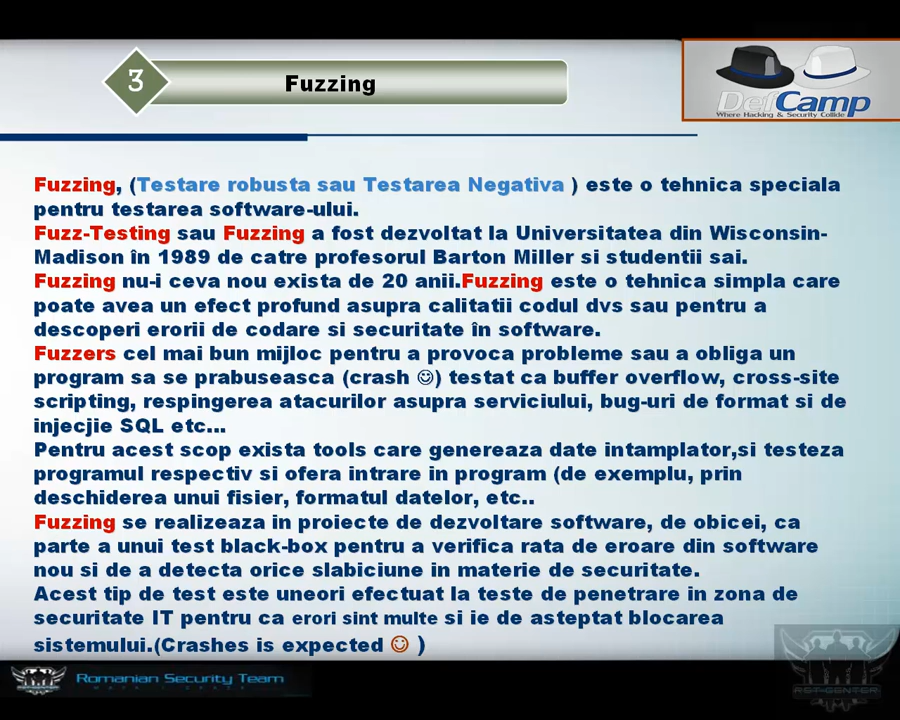 3
Fuzzing
DefCamp
Where Hacking & Security Collide
Fuzzing, (Testare robusta sau Testarea Negativa ) este o tehnica speciala
pentru testarea software-ului.
Fuzz-Testing sau Fuzzing a fost dezvoltat la Universitatea din Wisconsin-
Madison în 1989 de catre profesorul Barton Miller si studentii sai.
Fuzzing nu-i ceva nou exista de 20 anii.Fuzzing este o tehnica simpla care
poate avea un efect profund asupra calitatii codul dvs sau pentru a
descoperi erorii de codare si securitate în software.
Fuzzers cel mai bun mijloc pentru a provoca probleme sau a obliga un
program sa se prabuseasca (crash ☺) testat ca buffer overflow, cross-site
scripting, respingerea atacurilor asupra serviciului, bug-uri de format si de
injecjie SQL etc...
Pentru acest scop exista tools care genereaza date intamplator,si testeza
programul respectiv si ofera intrare in program (de exemplu, prin
deschiderea unui fisier, formatul datelor, etc..
Fuzzing se realizeaza in proiecte de dezvoltare software, de obicei, ca
parte a unui test black-box pentru a verifica rata de eroare din software
nou si de a detecta orice slabiciune in materie de securitate.
Acest tip de test este uneori efectuat la teste de penetrare in zona de
securitate IT pentru ca erori sint multe si ie de asteptat blocarea
sistemului.(Crashes is expected ☺ )
Romanian Security Team
RST-CENTER